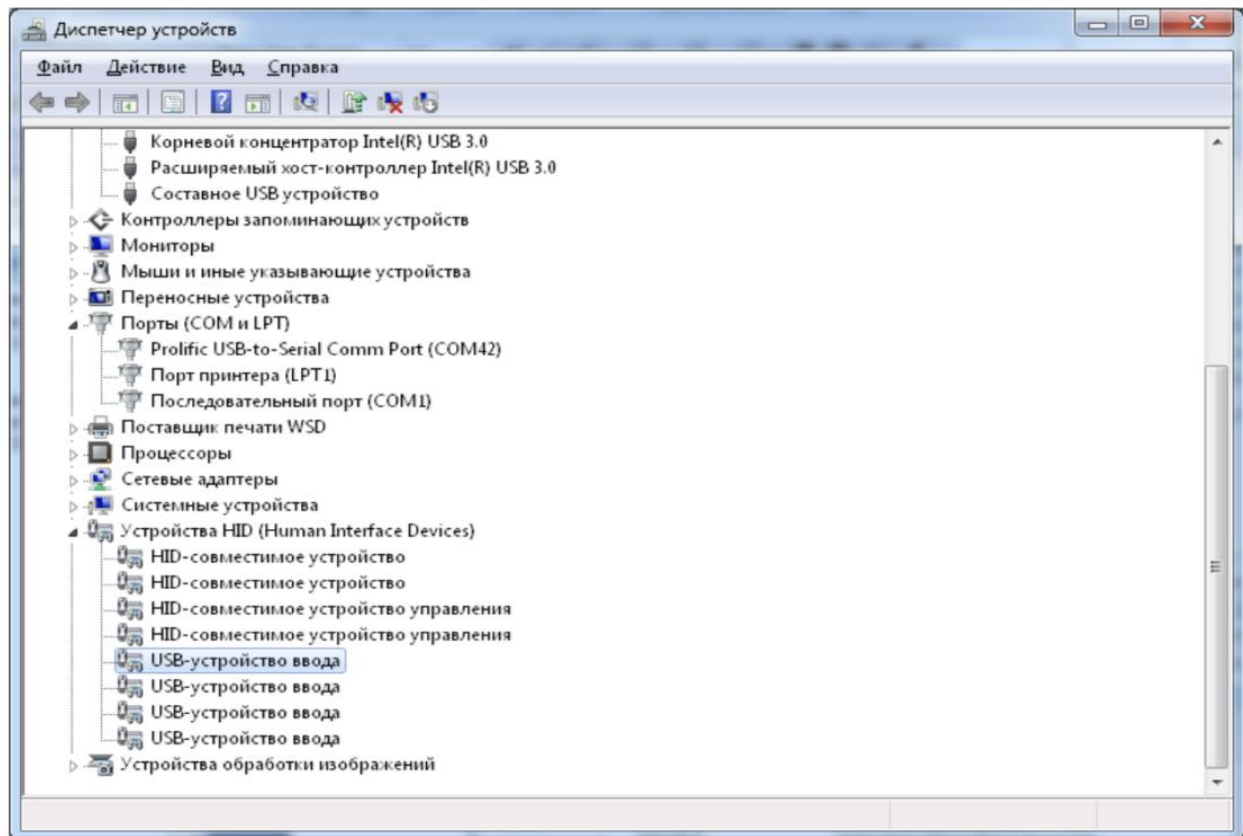 Диспетчер устройств
Файл Действие Вид Справка
Корневой концентратор Intel(R) USB 3.0
Расширяемый хост-контроллер Intel(R) USB 3.0
Составное USB устройство
Контроллеры запоминающих устройств
Мониторы
Мыши и иные указывающие устройства
Переносные устройства
Порты (COM и LPT)
Prolific USB-to-Serial Comm Port (COM42)
Порт принтера (LPT1)
Последовательный порт (COM1)
Поставщик печати WSD
Процессоры
Сетевые адаптеры
Системные устройства
Устройства HID (Human Interface Devices)
HID-совместимое устройство
HID-совместимое устройство
HID-совместимое устройство управления
HID-совместимое устройство управления
USB-устройство ввода
USB-устройство ввода
USB-устройство ввода
USB-устройство ввода
Устройства обработки изображений